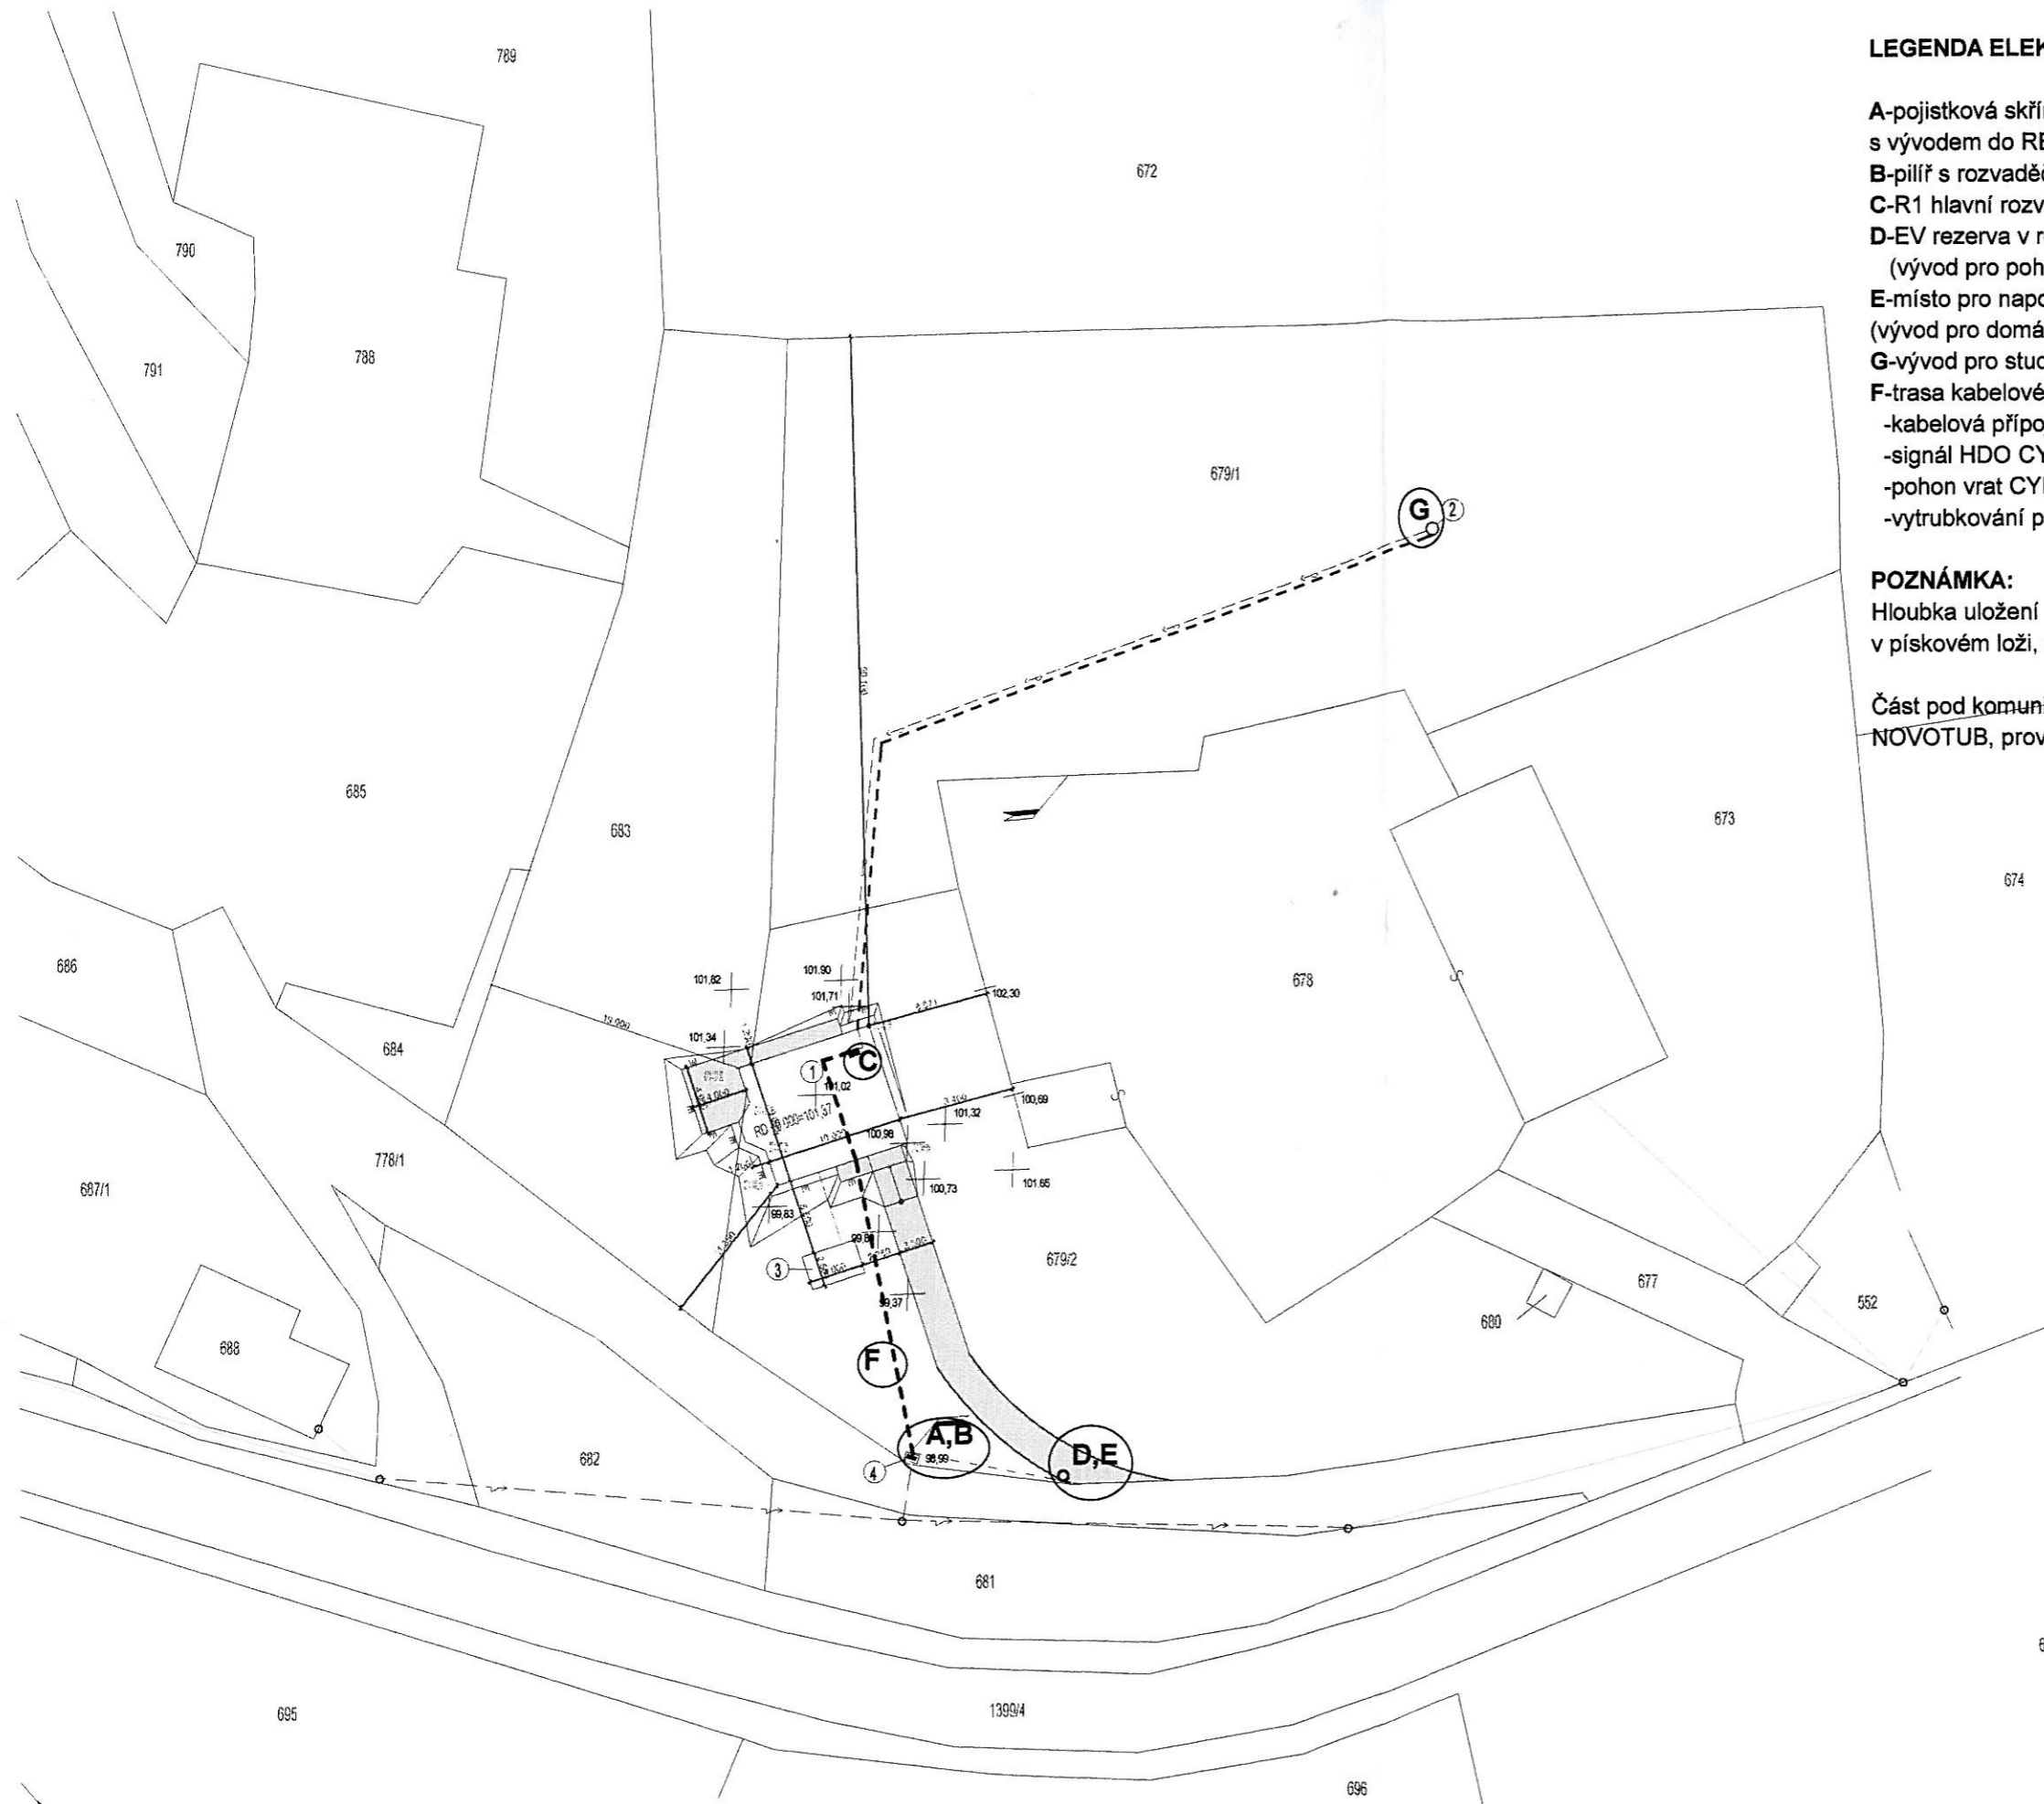 LEGENDA ELEK
A-pojistková skří
s vývodem do RE
B-pilíř s rozvaděč
C-R1 hlavní rozv
D-EV rezerva v r
(vývod pro poh
E-místo pro napo
(vývod pro domá
G-vývod pro stud
F-trasa kabelové
-kabelová přípo
-signál HDO CY
-pohon vrat CYK
-vytrubkování p
POZNÁMKA:
Hloubka uložení
v pískovém loži,
Část pod komuni
NOVOTUB, prov
789
672
790
791
788
679/1
G
2
685
683
673
674
686
678
101,82
101,90
101,71
102,30
19,000
101,34
684
C
1
101,02
100,69
101,32
RD
100,98
778/1
687/1
100,73
101,65
99,83
679/2
3
99,37
677
552
680
688
F
A,B
98,99
4
D,E
682
681
1399/4
695
696